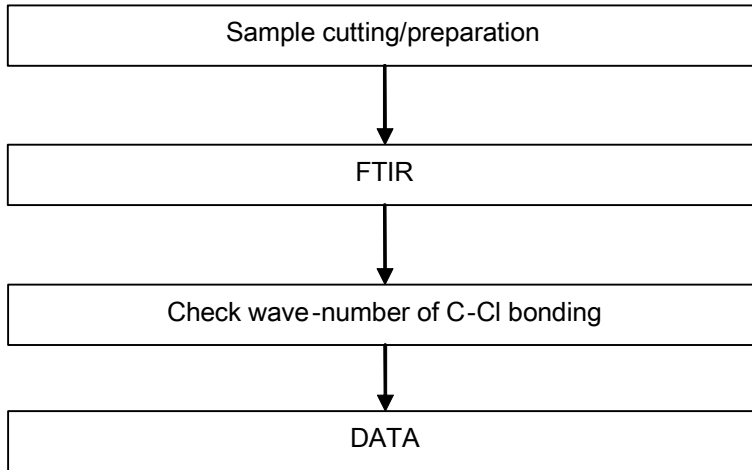 Sample cutting/preparation
FTIR
Check wave-number of C-Cl bonding
DATA